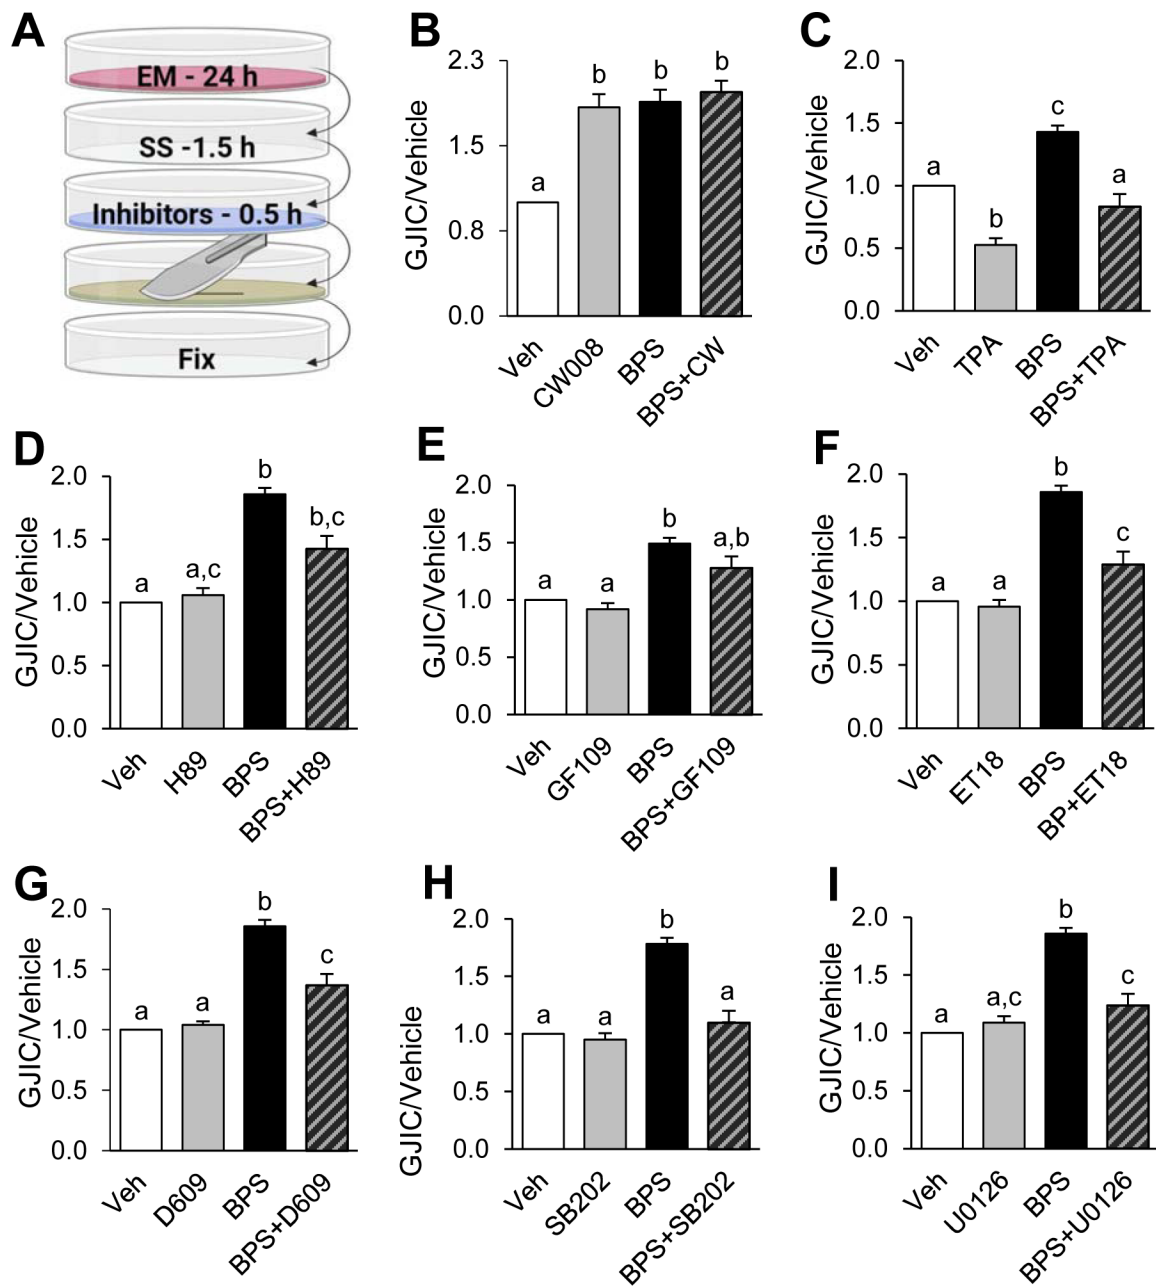 A
EM - 24 h
SS -1.5 h
Inhibitors - 0.5 h
Fix
B
GJIC/Vehicle
2.3
1.5
0.8
0.0
a
b
b
b
Veh
CW008
BPS
BPS+CW
C
GJIC/Vehicle
2.0
1.5
1.0
0.5
0.0
a
b
c
a
Veh
TPA
BPS
BPS+TPA
D
GJIC/Vehicle
2.0
1.5
1.0
0.5
0.0
a
a,c
b
b,c
Veh
H89
BPS
BPS+H89
E
GJIC/Vehicle
2.0
1.5
1.0
0.5
0.0
a
a
b
a,b
Veh
GF109
BPS
BPS+GF109
F
GJIC/Vehicle
2.0
1.5
1.0
0.5
0.0
a
a
b
c
Veh
ET18
BPS
BP+ET18
G
GJIC/Vehicle
2.0
1.5
1.0
0.5
0.0
a
a
b
c
Veh
D609
BPS
BPS+D609
H
GJIC/Vehicle
2.0
1.5
1.0
0.5
0.0
a
a
b
a
Veh
SB202
BPS
BPS+SB202
I
GJIC/Vehicle
2.0
1.5
1.0
0.5
0.0
a
a,c
b
c
Veh
U0126
BPS
BPS+U0126